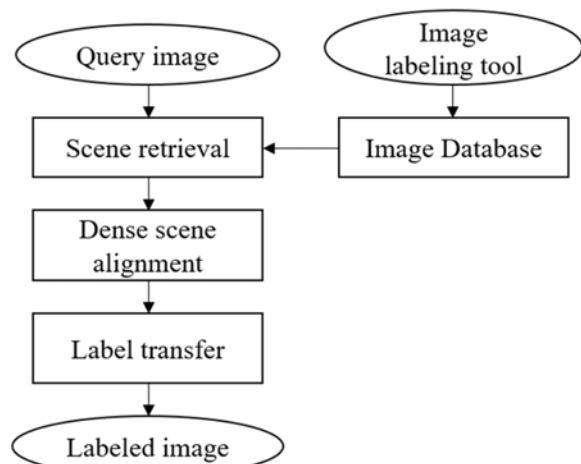 Query image
Image
labeling tool
Scene retrieval
Image Database
Dense scene
alignment
Label transfer
Labeled image